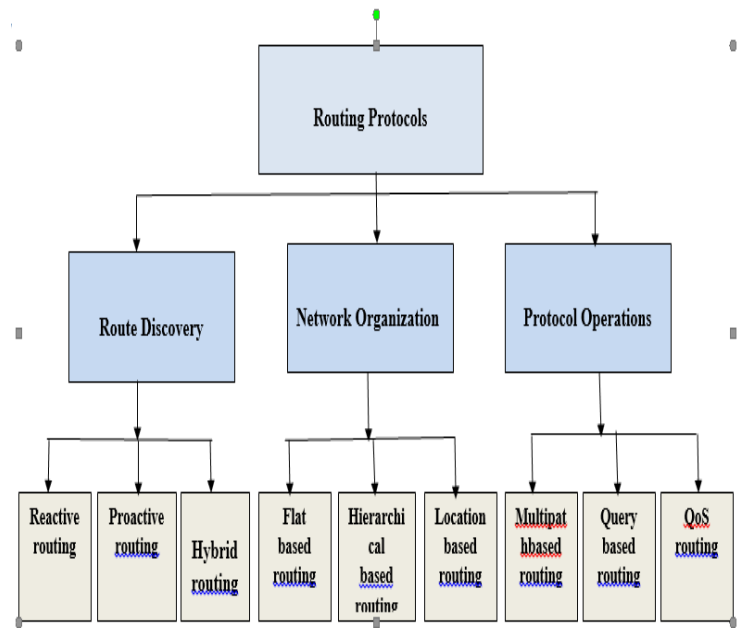 Routing Protocols
Route Discovery
Network Organization
Protocol Operations
Reactive
routing
Proactive
routing
Hybrid
routing
Flat
based
routing
Hierarchi
cal
based
routing
Location
based
routing
Multipat
hbased
routing
Query
based
routing
QoS
routing